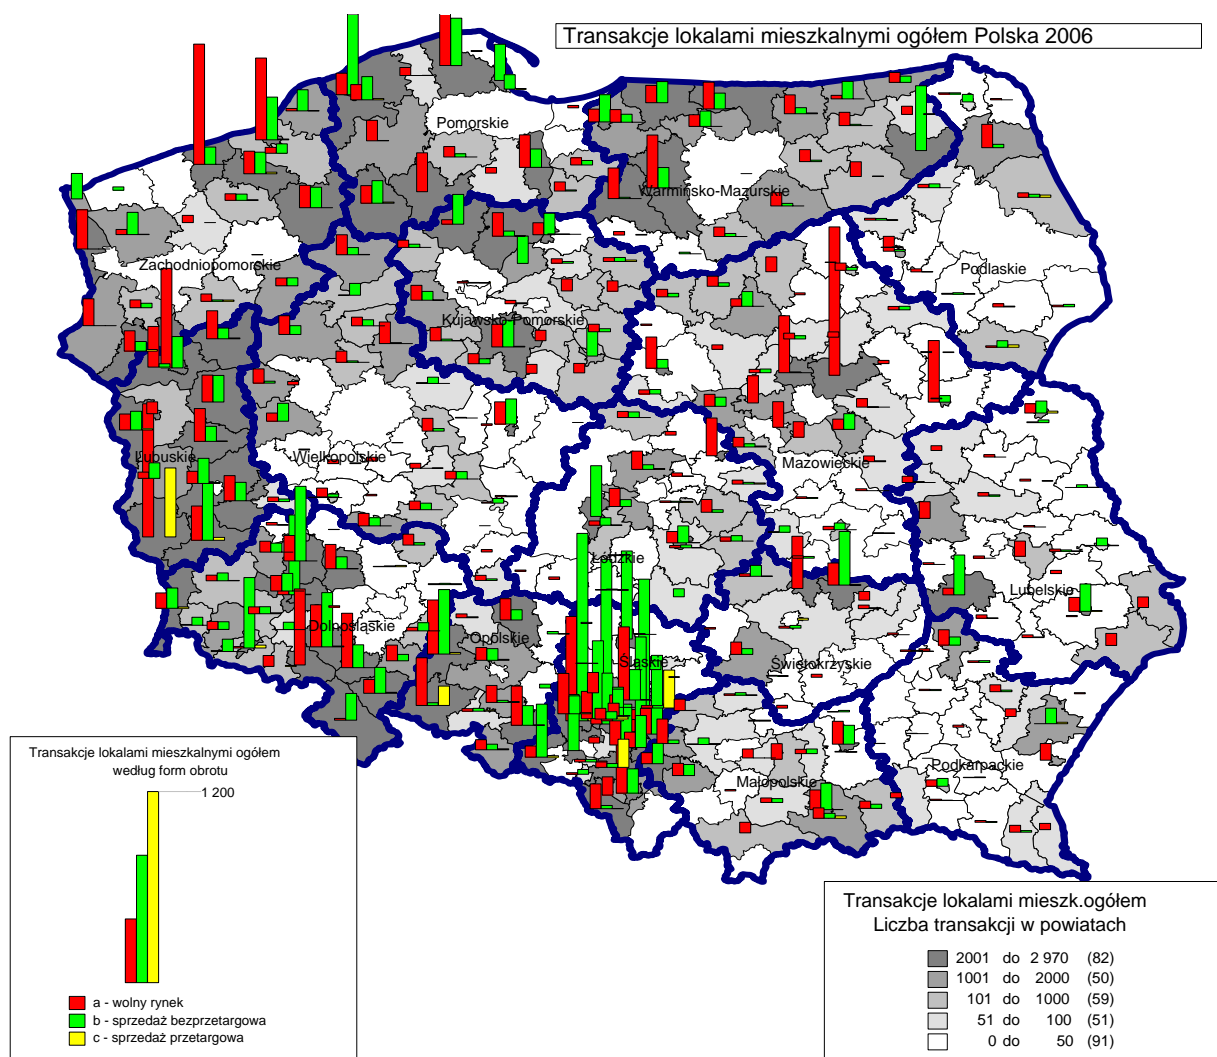 Transakcje lokalami mieszkalnymi ogółem Polska 2006
Pomorskie
Warmińsko-Mazurskie
Zachodniopomorskie
Podlaskie
Kujawsko-Pomorskie
Lubuskie
Wielkopolskie
Mazowieckie
Łódzkie
Lubelskie
Dolnośląskie
Opolskie
Śląskie
Świętokrzyskie
Małopolskie
Podkarpackie
Transakcje lokalami mieszkalnymi ogółem
według form obrotu
1 200
a - wolny rynek
b - sprzedaż bezprzetargowa
c - sprzedaż przetargowa
Transakcje lokalami mieszk.ogółem
Liczba transakcji w powiatach
2001 do 2 970 (82)
1001 do 2000 (50)
101 do 1000 (59)
51 do 100 (51)
0 do 50 (91)